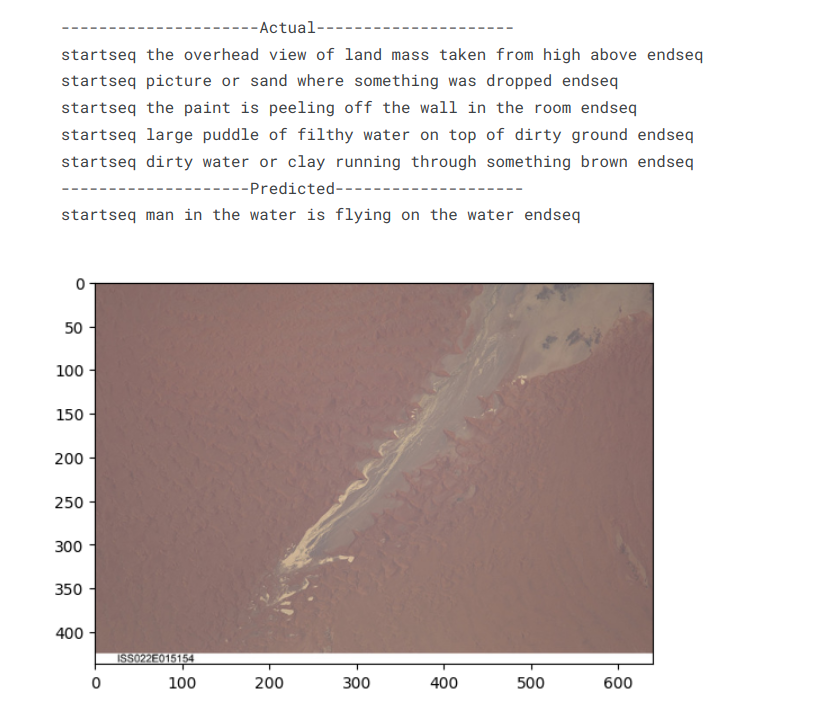 ---------------------Actual---------------------
startseq the overhead view of land mass taken from high above endseq
startseq picture or sand where something was dropped endseq
startseq the paint is peeling off the wall in the room endseq
startseq large puddle of filthy water on top of dirty ground endseq
startseq dirty water or clay running through something brown endseq
--------------------Predicted--------------------
startseq man in the water is flying on the water endseq
0
50
100
150
200
250
300
350
400
ISS022E015154
0 100 200 300 400 500 600